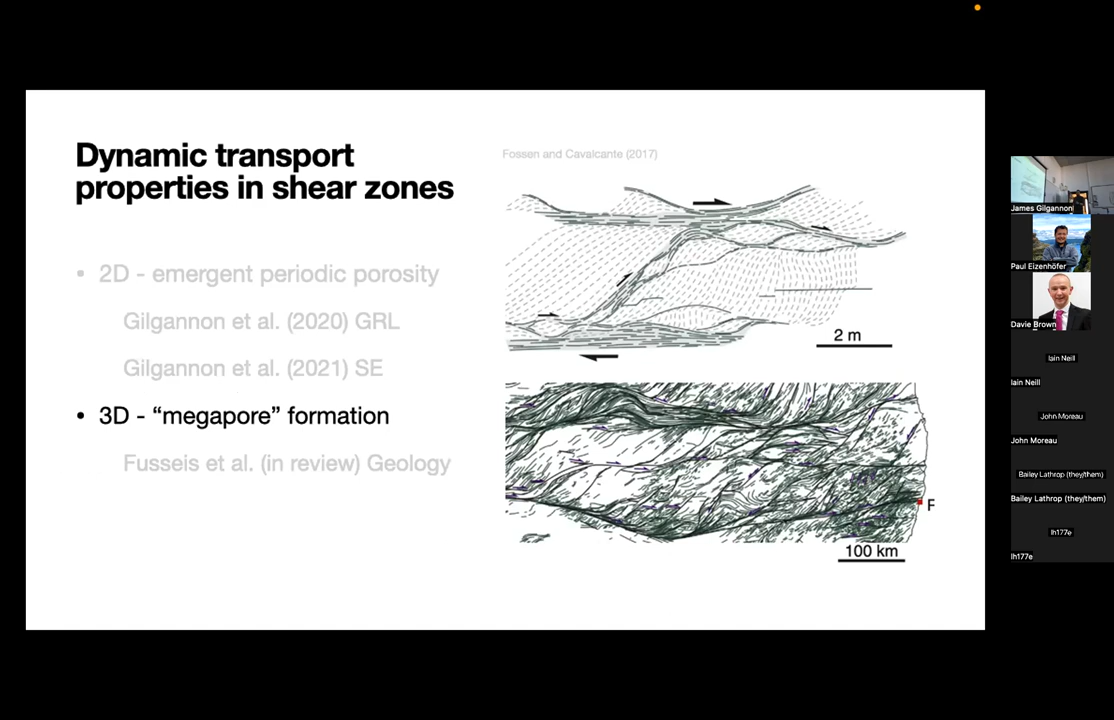 Dynamic transport
properties in shear zones
• 2D - emergent periodic porosity
Gilgannon et al. (2020) GRL
Gilgannon et al. (2021) SE
• 3D - “megapore” formation
Fusseis et al. (in review) Geology
Fossen and Cavalcante (2017)
2 m
F
100 km
James Gilgannon
Paul Eizenhöfer
Davie Brown
Iain Neill
Iain Neill
John Moreau
John Moreau
Bailey Lathrop (they/them)
Bailey Lathrop (they/them)
lh177e
lh177e